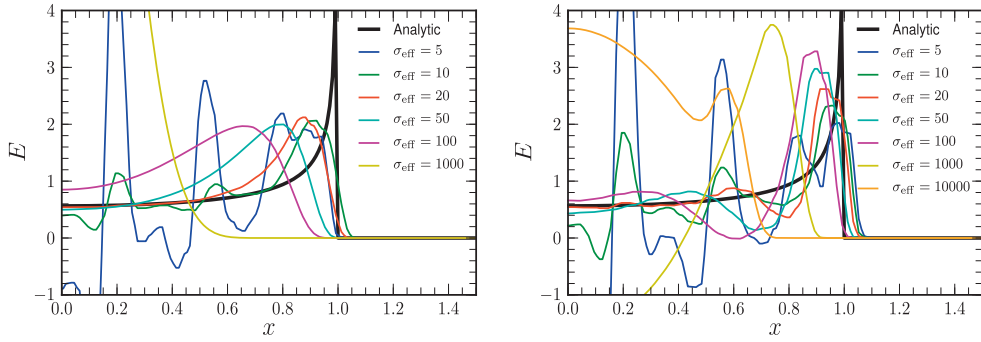 4
3
2
1
0
−1
E
0.0 0.2 0.4 0.6 0.8 1.0 1.2 1.4
x
Analytic
σeff = 5
σeff = 10
σeff = 20
σeff = 50
σeff = 100
σeff = 1000
4
3
2
1
0
−1
E
0.0 0.2 0.4 0.6 0.8 1.0 1.2 1.4
x
Analytic
σeff = 5
σeff = 10
σeff = 20
σeff = 50
σeff = 100
σeff = 1000
σeff = 10000